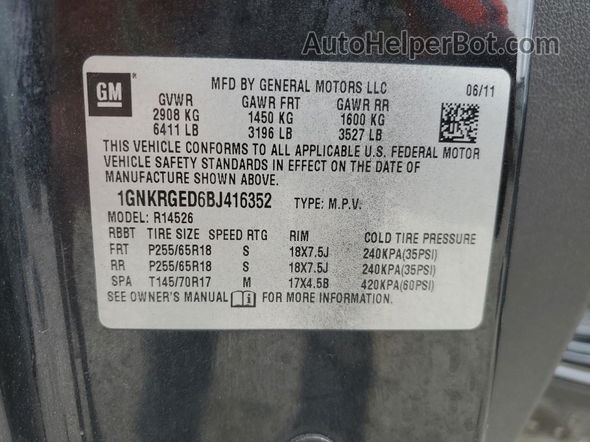 AutoHelperBot.com
GM ®
MFD BY GENERAL MOTORS LLC 06/11
GVWR GAWR FRT GAWR RR
2908 KG 1450 KG 1600 KG
6411 LB 3196 LB 3527 LB
THIS VEHICLE CONFORMS TO ALL APPLICABLE U.S. FEDERAL MOTOR
VEHICLE SAFETY STANDARDS IN EFFECT ON THE DATE OF
MANUFACTURE SHOWN ABOVE.
1GNKRGED6BJ416352 TYPE: M.P.V.
MODEL: R14526
RBBT TIRE SIZE SPEED RTG RIM COLD TIRE PRESSURE
FRT P255/65R18 S 18X7.5J 240KPA(35PSI)
RR P255/65R18 S 18X7.5J 240KPA(35PSI)
SPA T145/70R17 M 17X4.5B 420KPA(60PSI)
SEE OWNER'S MANUAL FOR MORE INFORMATION.